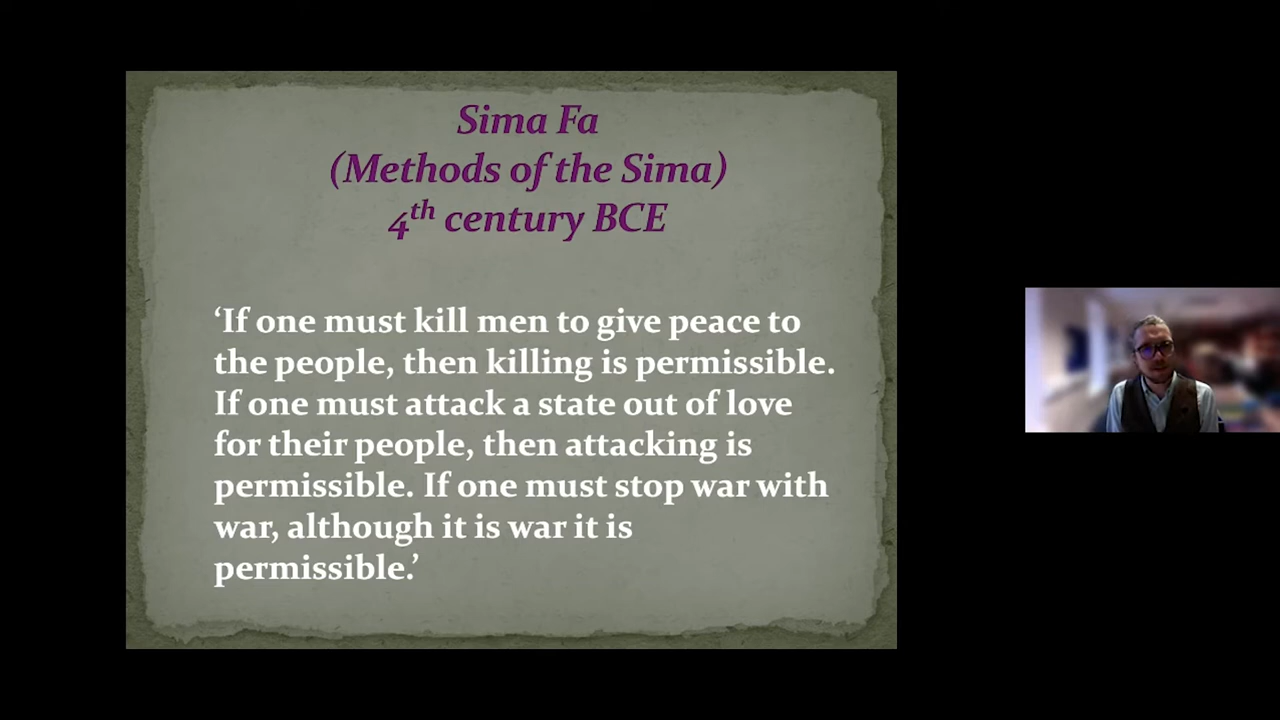 Sima Fa
(Methods of the Sima)
4th century BCE
‘If one must kill men to give peace to
the people, then killing is permissible.
If one must attack a state out of love
for their people, then attacking is
permissible. If one must stop war with
war, although it is war it is
permissible.’